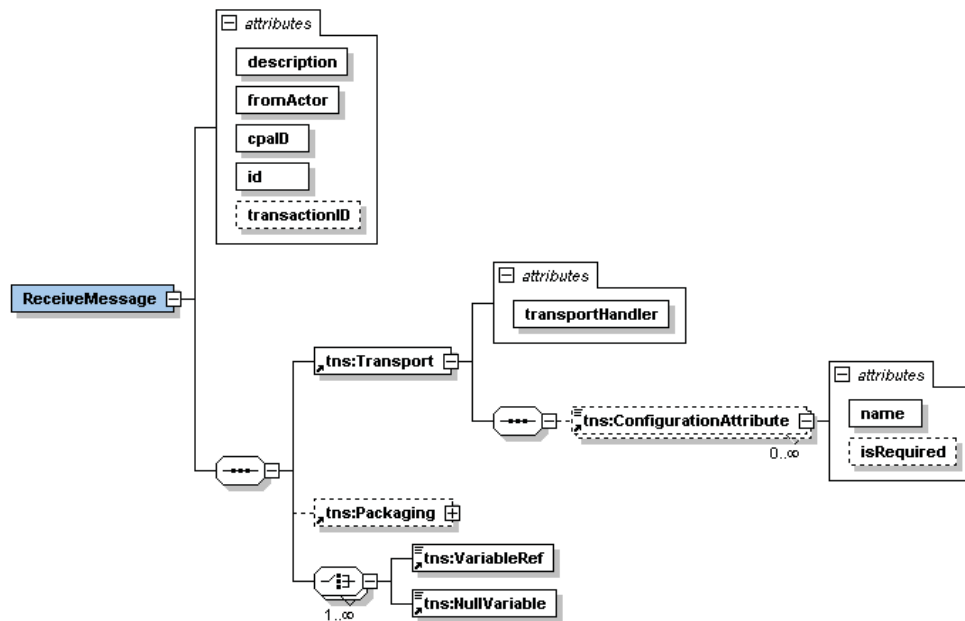 attributes
description
fromActor
cpaID
id
transactionID
ReceiveMessage
attributes
transportHandler
tns:Transport
attributes
name
isRequired
tns:ConfigurationAttribute
0..∞
tns:Packaging
tns:VariableRef
tns:NullVariable
1..∞